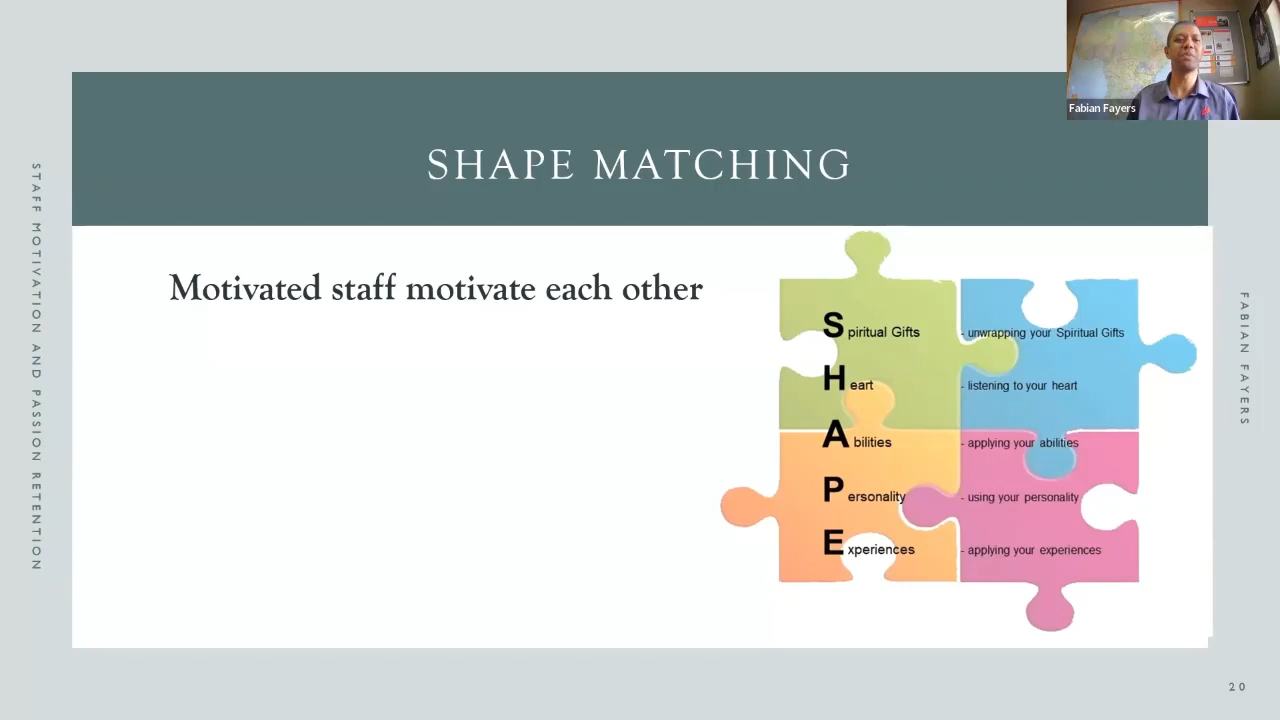 Fabian Fayers
SHAPE MATCHING
STAFF MOTIVATION AND PASSION RETENTION
Motivated staff motivate each other
Spiritual Gifts - unwrapping your Spiritual Gifts
Heart - listening to your heart
Abilities - applying your abilities
Personality - using your personality
Experiences - applying your experiences
FABIAN FAYERS
20